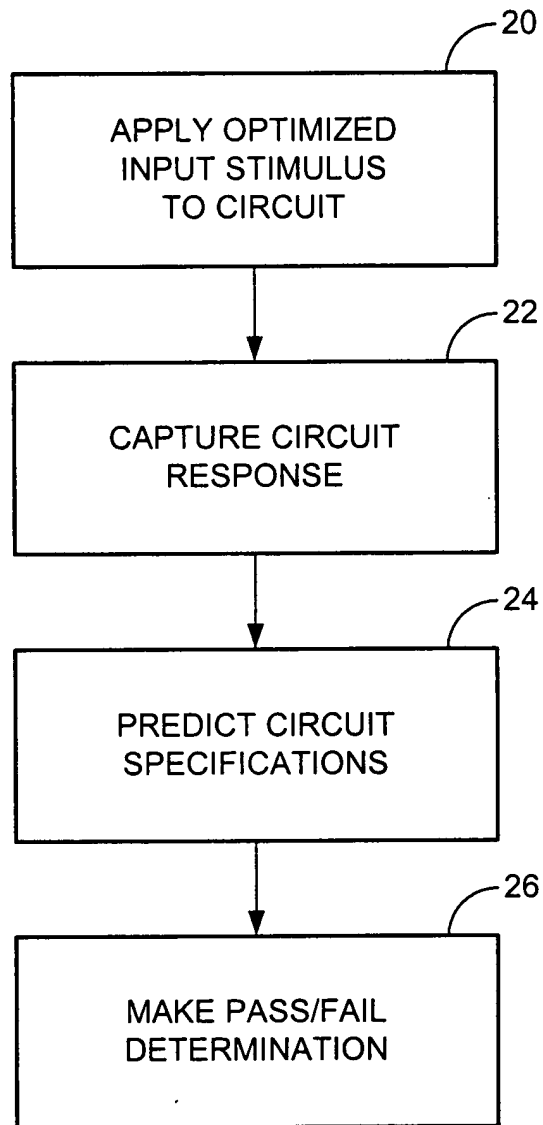 20
APPLY OPTIMIZED
INPUT STIMULUS
TO CIRCUIT
22
CAPTURE CIRCUIT
RESPONSE
24
PREDICT CIRCUIT
SPECIFICATIONS
26
MAKE PASS/FAIL
DETERMINATION